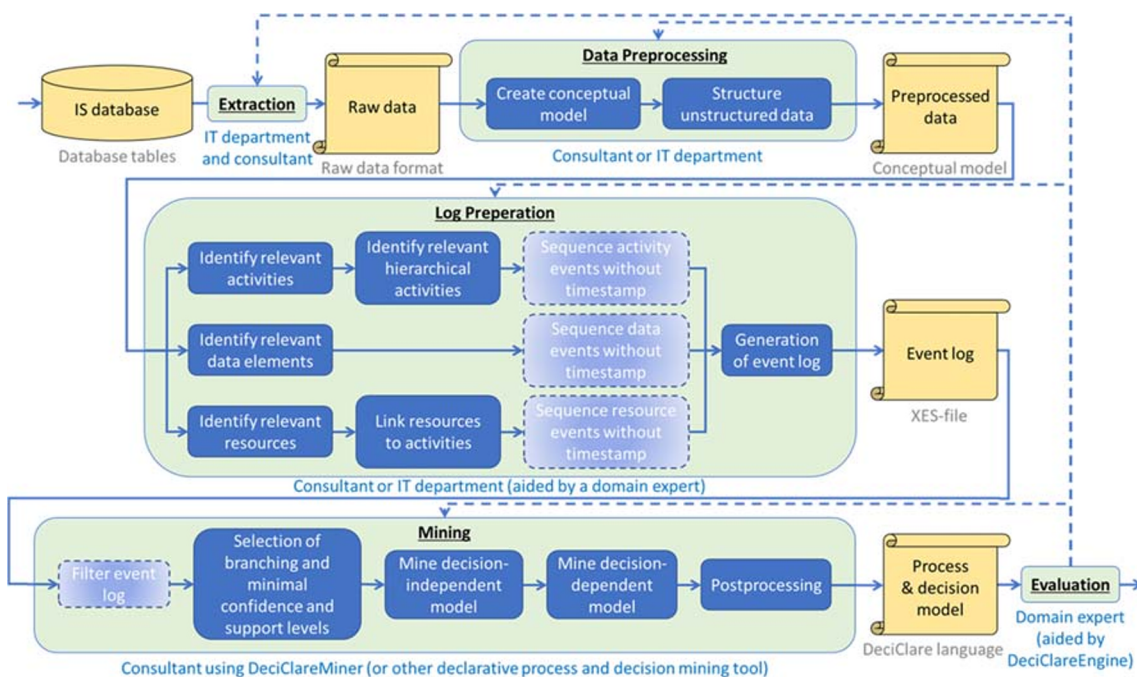 Data Preprocessing
IS database
Extraction
Raw data
Create conceptual
model
Structure
unstructured data
Preprocessed
data
Database tables
IT department
and consultant
Raw data format
Consultant or IT department
Conceptual model
Log Preperation
Identify relevant
activities
Identify relevant
hierarchical
activities
Sequence activity
events without
timestamp
Identify relevant
data elements
Sequence data
events without
timestamp
Generation
of event log
Event log
Identify relevant
resources
Link resources
to activities
Sequence resource
events without
timestamp
XES-file
Consultant or IT department (aided by a domain expert)
Mining
Filter event
log
Selection of
branching and
minimal
confidence and
support levels
Mine decision-
independent model
Mine decision-
dependent model
Postprocessing
Process
& decision
model
Evaluation
DeciClare language
Domain expert
(aided by
DeciClareEngine)
Consultant using DeciClareMiner (or other declarative process and decision mining tool)